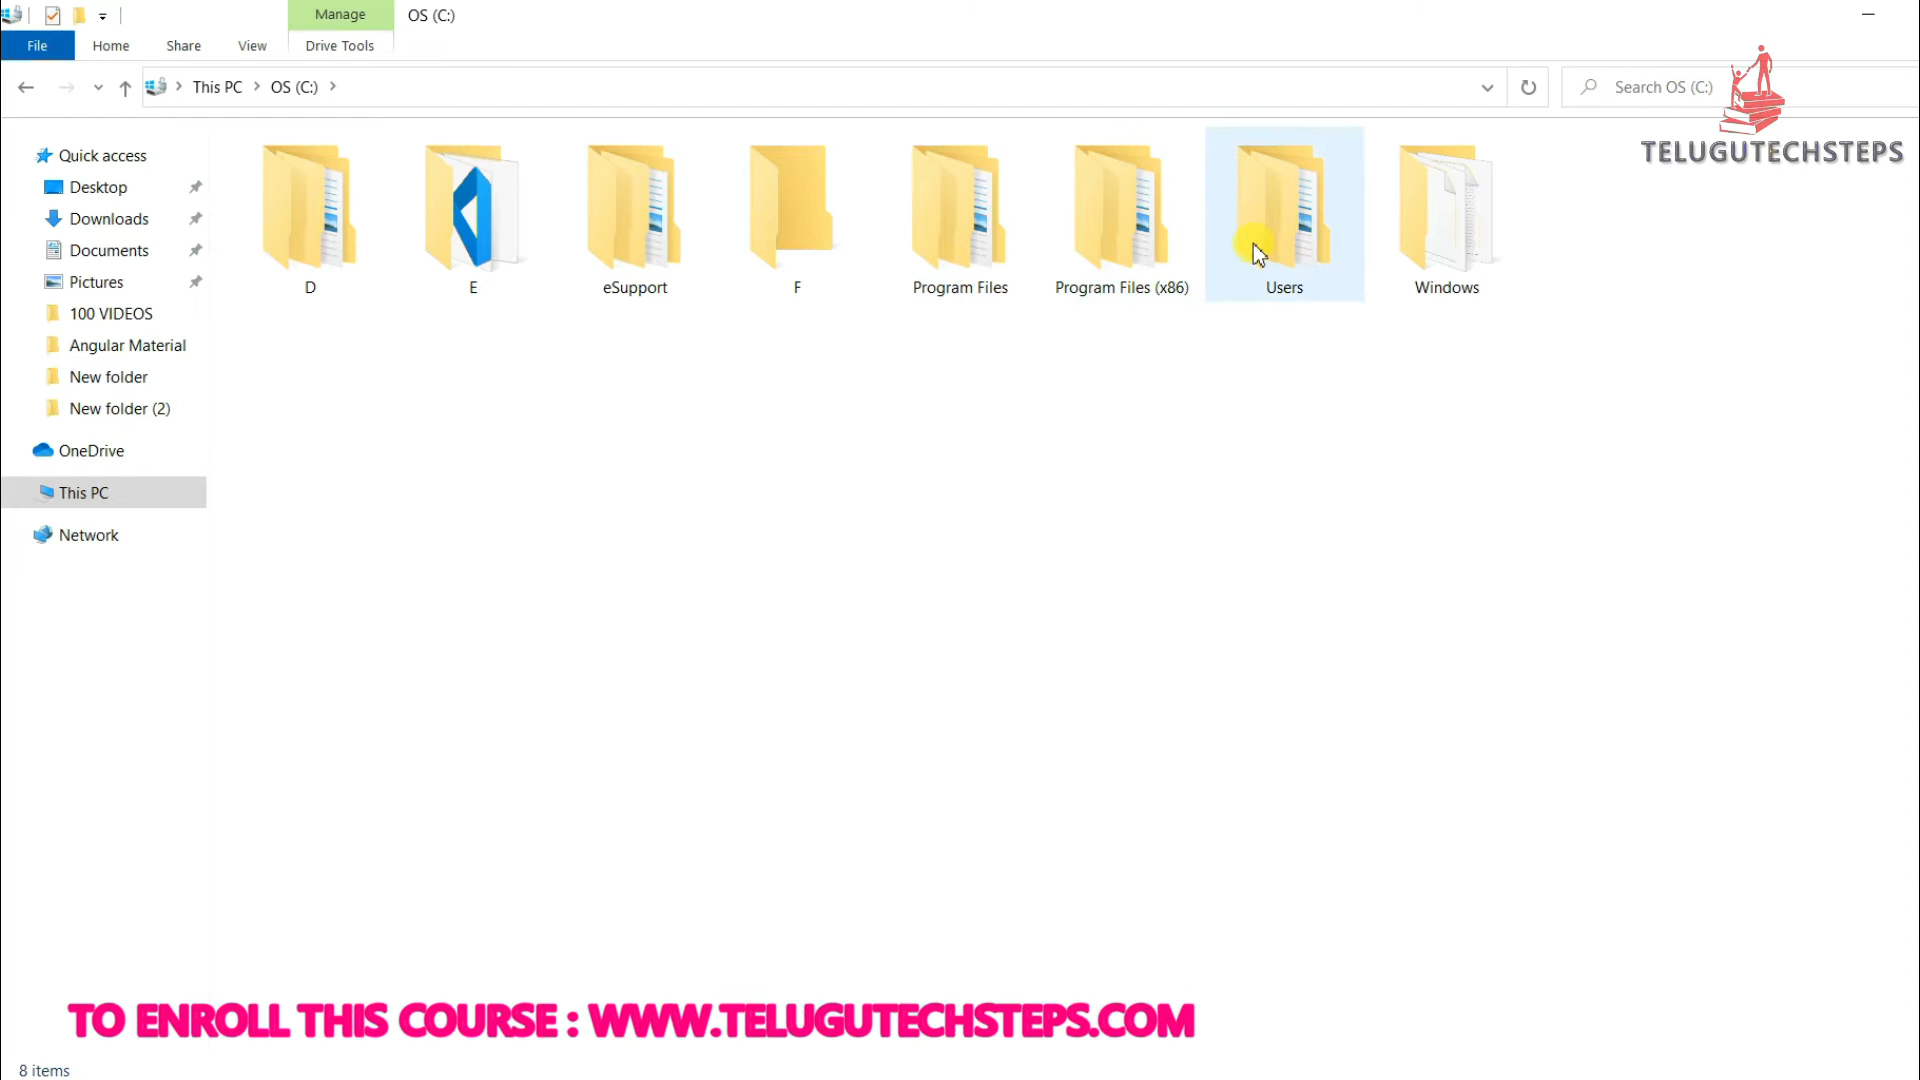 Manage
OS (C:)
File
Home
Share
View
Drive Tools
This PC
OS (C:)
Search OS (C:)
TELUGUTECHSTEPS
Quick access
Desktop
Downloads
Documents
Pictures
100 VIDEOS
Angular Material
New folder
New folder (2)
OneDrive
This PC
Network
D
E
eSupport
F
Program Files
Program Files (x86)
Users
Windows
TO ENROLL THIS COURSE : WWW.TELUGUTECHSTEPS.COM
8 items